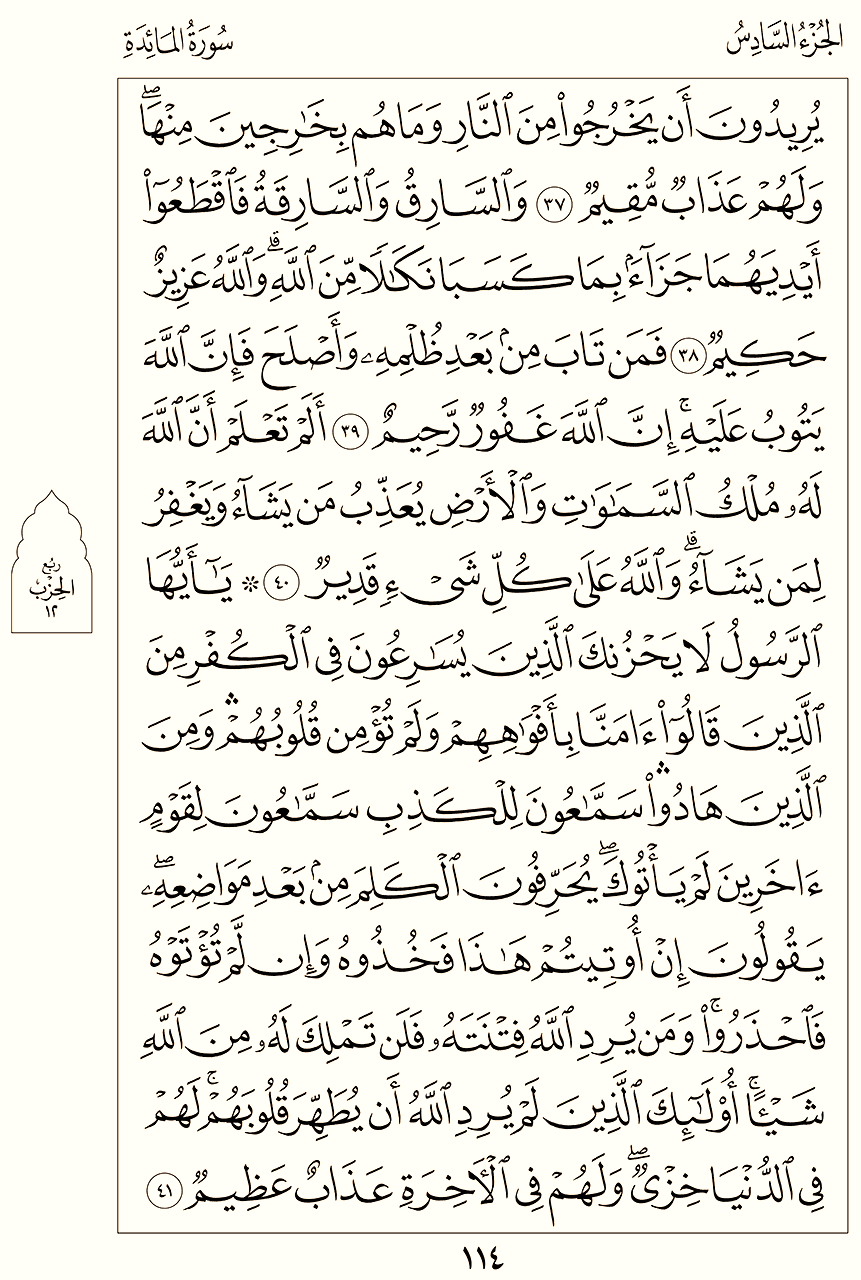 الجُزْءُ السَّادِسُ
سُورَةُ المَائِدَةِ
يُرِيدُونَ أَن يَخْرُجُوا۟ مِنَ ٱلنَّارِ وَمَا هُم بِخَـٰرِجِينَ مِنْهَا ۖ
وَلَهُمْ عَذَابٌ مُّقِيمٌ ٣٧ وَٱلسَّارِقُ وَٱلسَّارِقَةُ فَٱقْطَعُوٓا۟
أَيْدِيَهُمَا جَزَآءًۢ بِمَا كَسَبَا نَكَـٰلًا مِّنَ ٱللَّهِ ۗ وَٱللَّهُ عَزِيزٌ
حَكِيمٌ ٣٨ فَمَن تَابَ مِنۢ بَعْدِ ظُلْمِهِۦ وَأَصْلَحَ فَإِنَّ ٱللَّهَ
يَتُوبُ عَلَيْهِ ۚ إِنَّ ٱللَّهَ غَفُورٌ رَّحِيمٌ ٣٩ أَلَمْ تَعْلَمْ أَنَّ ٱللَّهَ
لَهُۥ مُلْكُ ٱلسَّمَـٰوَٰتِ وَٱلْأَرْضِ يُعَذِّبُ مَن يَشَآءُ وَيَغْفِرُ
لِمَن يَشَآءُ ۗ وَٱللَّهُ عَلَىٰ كُلِّ شَىْءٍ قَدِيرٌ ٤٠ ۞ يَـٰٓأَيُّهَا
ٱلرَّسُولُ لَا يَحْزُنكَ ٱلَّذِينَ يُسَـٰرِعُونَ فِى ٱلْكُفْرِ مِنَ
ٱلَّذِينَ قَالُوٓا۟ ءَامَنَّا بِأَفْوَٰهِهِمْ وَلَمْ تُؤْمِن قُلُوبُهُمْ ۛ وَمِنَ
ٱلَّذِينَ هَادُوا۟ ۛ سَمَّـٰعُونَ لِلْكَذِبِ سَمَّـٰعُونَ لِقَوْمٍ
ءَاخَرِينَ لَمْ يَأْتُوكَ ۖ يُحَرِّفُونَ ٱلْكَلِمَ مِنۢ بَعْدِ مَوَاضِعِهِۦ ۖ
يَقُولُونَ إِنْ أُوتِيتُمْ هَـٰذَا فَخُذُوهُ وَإِن لَّمْ تُؤْتَوْهُ
فَٱحْذَرُوا۟ ۚ وَمَن يُرِدِ ٱللَّهُ فِتْنَتَهُۥ فَلَن تَمْلِكَ لَهُۥ مِنَ ٱللَّهِ
شَيْـًٔا ۚ أُو۟لَـٰٓئِكَ ٱلَّذِينَ لَمْ يُرِدِ ٱللَّهُ أَن يُطَهِّرَ قُلُوبَهُمْ ۚ لَهُمْ
فِى ٱلدُّنْيَا خِزْىٌ ۖ وَلَهُمْ فِى ٱلْـَٔاخِرَةِ عَذَابٌ عَظِيمٌ ٤١
رُبْع
الحِزْب
١٢
١١٤